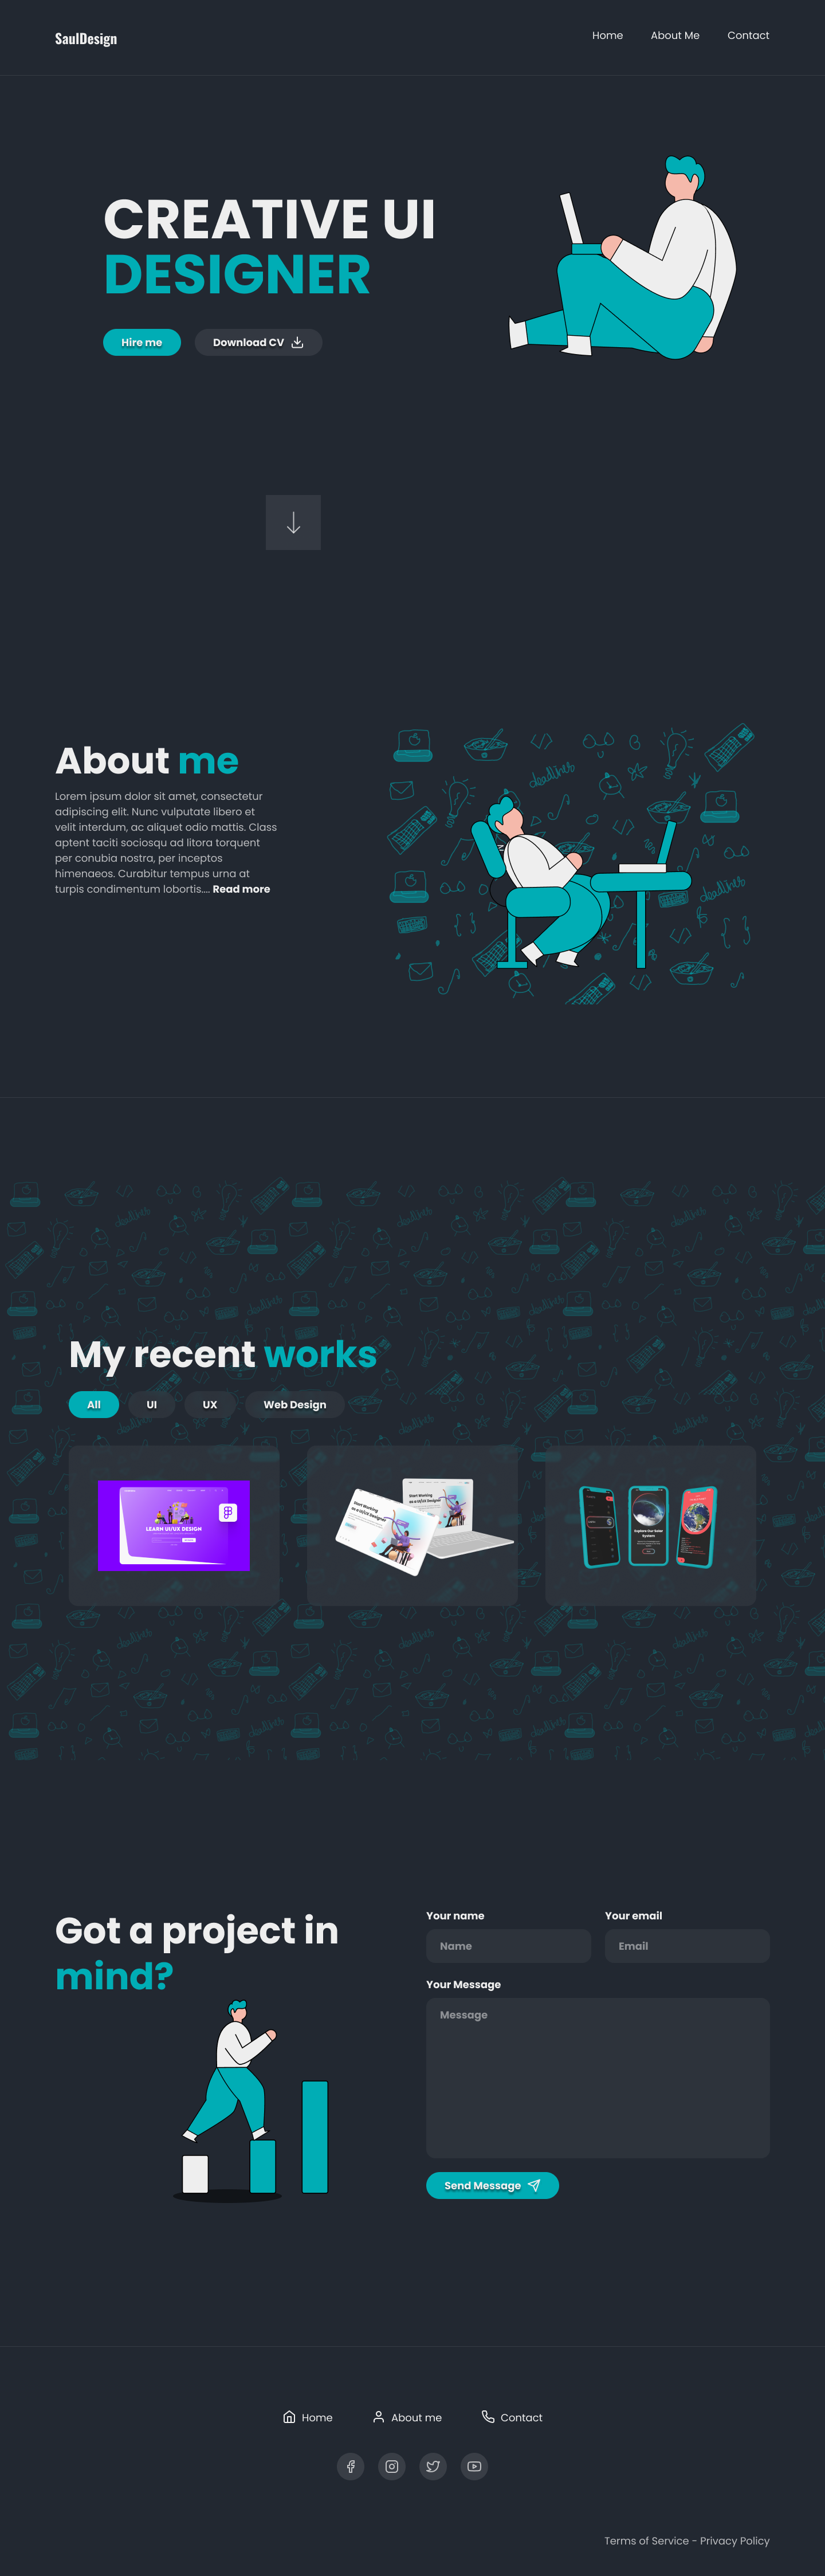 SaulDesign
Home
About Me
Contact
CREATIVE UI
DESIGNER
Hire me
Download CV
About me
Lorem ipsum dolor sit amet, consectetur
adipiscing elit. Nunc vulputate libero et
velit interdum, ac aliquet odio mattis. Class
aptent taciti sociosqu ad litora torquent
per conubia nostra, per inceptos
himenaeos. Curabitur tempus urna at
turpis condimentum lobortis.... Read more
deadlines
deadlines
My recent works
All
UI
UX
Web Design
LEARN UI/UX DESIGN
Start Working
as a UI/UX Designer
Start Working
as a UI/UX Designer
Explore Our Solar
System
Got a project in
mind?
Your name
Your email
Name
Email
Your Message
Message
Send Message
Home
About me
Contact
Terms of Service - Privacy Policy